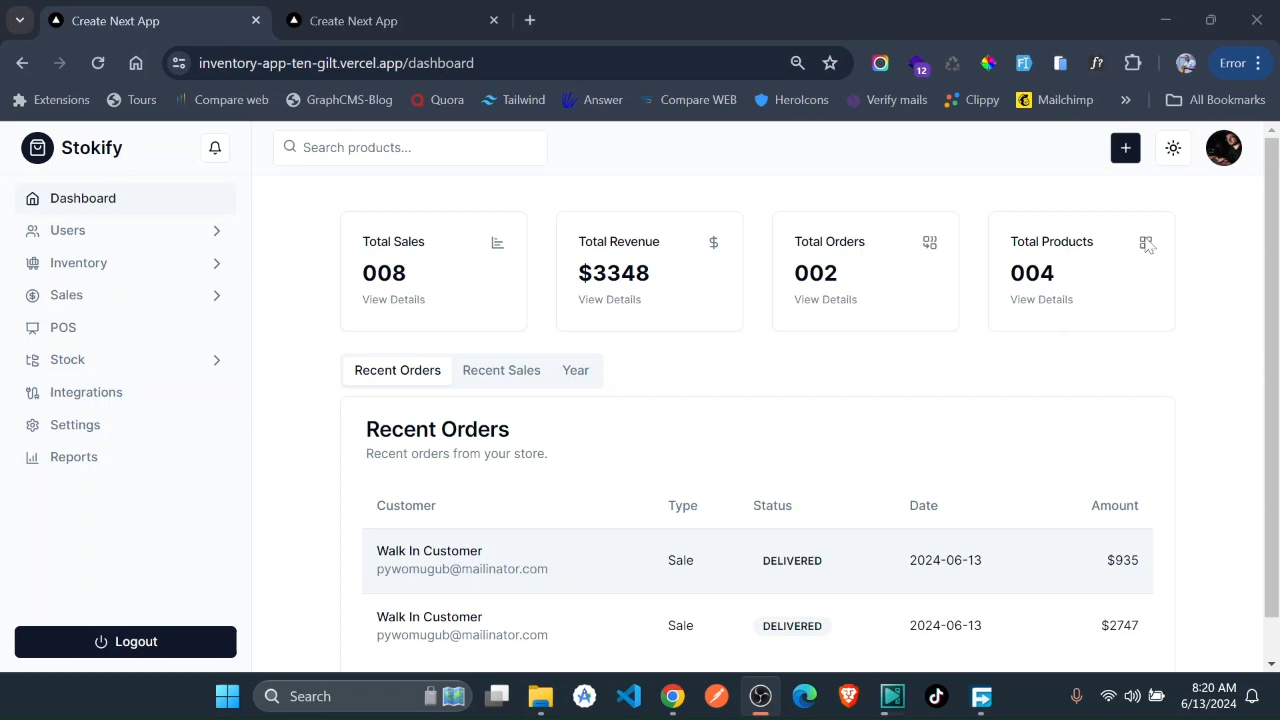 Create Next App
Create Next App
inventory-app-ten-gilt.vercel.app/dashboard
12
Error
Extensions
Tours
Compare web
GraphCMS-Blog
Quora
Tailwind
Answer
Compare WEB
HeroIcons
Verify mails
Clippy
Mailchimp
All Bookmarks
Stokify
Search products...
Dashboard
Users
Inventory
Sales
POS
Stock
Integrations
Settings
Reports
Logout
Total Sales
008
View Details
Total Revenue
$3348
View Details
Total Orders
002
View Details
Total Products
004
View Details
Recent Orders Recent Sales Year
Recent Orders
Recent orders from your store.
Customer Type Status Date Amount
Walk In Customer
pywomugub@mailinator.com
Sale DELIVERED 2024-06-13 $935
Walk In Customer
pywomugub@mailinator.com
Sale DELIVERED 2024-06-13 $2747
Search
8:20 AM
6/13/2024